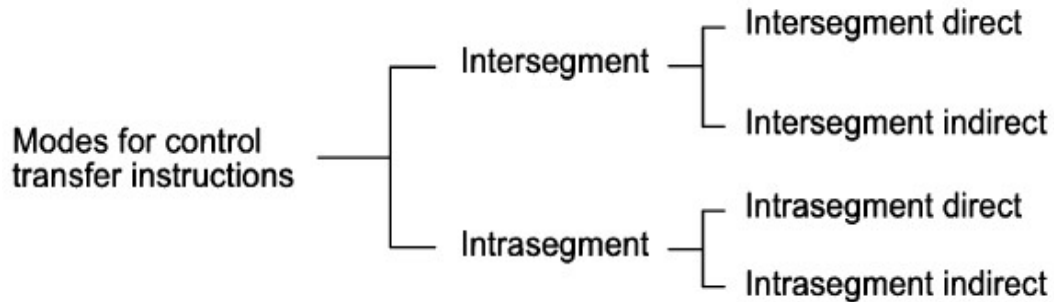 Modes for control
transfer instructions
Intersegment
Intersegment direct
Intersegment indirect
Intrasegment
Intrasegment direct
Intrasegment indirect